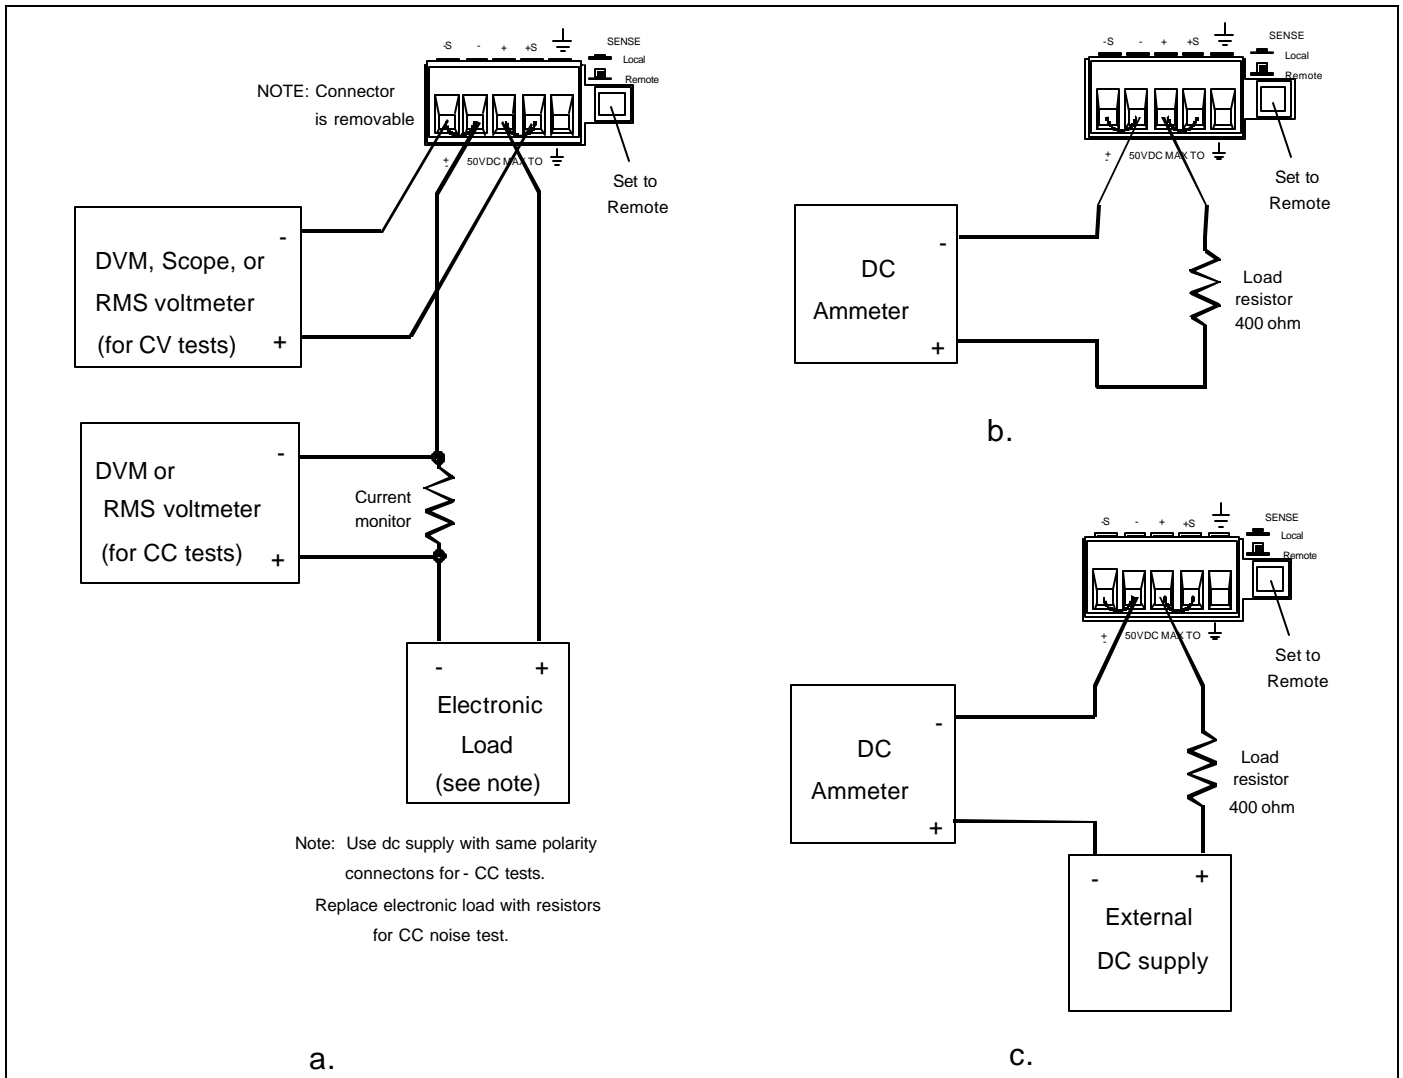 -S - + +S
SENSE
Local
Remote
NOTE: Connector
is removable
+
-
50VDC MAX TO
Set to
Remote
-
DVM, Scope, or
RMS voltmeter
(for CV tests)
+
-
DVM or
RMS voltmeter
(for CC tests)
+
Current
monitor
- +
Electronic
Load
(see note)
Note: Use dc supply with same polarity
connectons for - CC tests.
Replace electronic load with resistors
for CC noise test.
a.
-S - + +S
SENSE
Local
Remote
+
-
50VDC MAX TO
Set to
Remote
-
DC
Ammeter
+
Load
resistor
400 ohm
b.
-S - + +S
SENSE
Local
Remote
+
-
50VDC MAX TO
Set to
Remote
-
DC
Ammeter
+
Load
resistor
400 ohm
- +
External
DC supply
c.